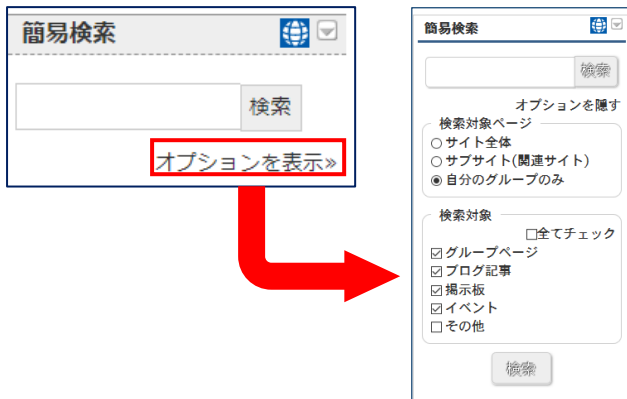 簡易検索
検索
オプションを表示»
簡易検索
検索
オプションを隠す
検索対象ページ
サイト全体
サブサイト(関連サイト)
自分のグループのみ
検索対象
全てチェック
グループページ
ブログ記事
掲示板
イベント
その他
検索